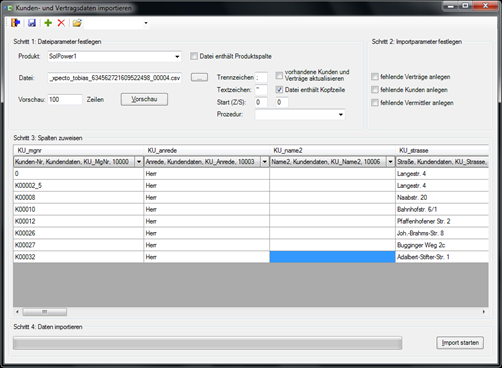 Kunden- und Vertragsdaten importieren
Schritt 1: Dateiparameter festlegen
Produkt: SolPower1
Datei enthält Produktspalte
Datei: _xpecto_tobias_634562721609522498_00004.csv ...
Trennzeichen ;
vorhandene Kunden und Verträge aktualisieren
Textzeichen: "
Datei enthält Kopfzeile
Vorschau: 100 Zeilen Vorschau
Start (Z/S): 0 0
Prozedur:
Schritt 2: Importparameter festlegen
fehlende Verträge anlegen
fehlende Kunden anlegen
fehlende Vermittler anlegen
Schritt 3: Spalten zuweisen
KU_mgnr KU_anrede KU_name2 KU_strasse
Kunden-Nr, Kundendaten, KU_MgNr, 10000 Anrede, Kundendaten, KU_Anrede, 10003 Name2, Kundendaten, KU_Name2, 10006 Straße, Kundendaten, KU_Strasse,
0 Herr Langestr. 4
K00002_5 Herr Langestr. 4
K00008 Herr Naabstr. 20
K00010 Herr Bahnhofstr. 6/1
K00012 Herr Pfaffenhofener Str. 2
K00026 Herr Joh.-Brahms-Str. 8
K00027 Herr Bugginger Weg 2c
K00032 Herr Adalbert-Stifter-Str. 1
Schritt 4: Daten importieren
Import starten